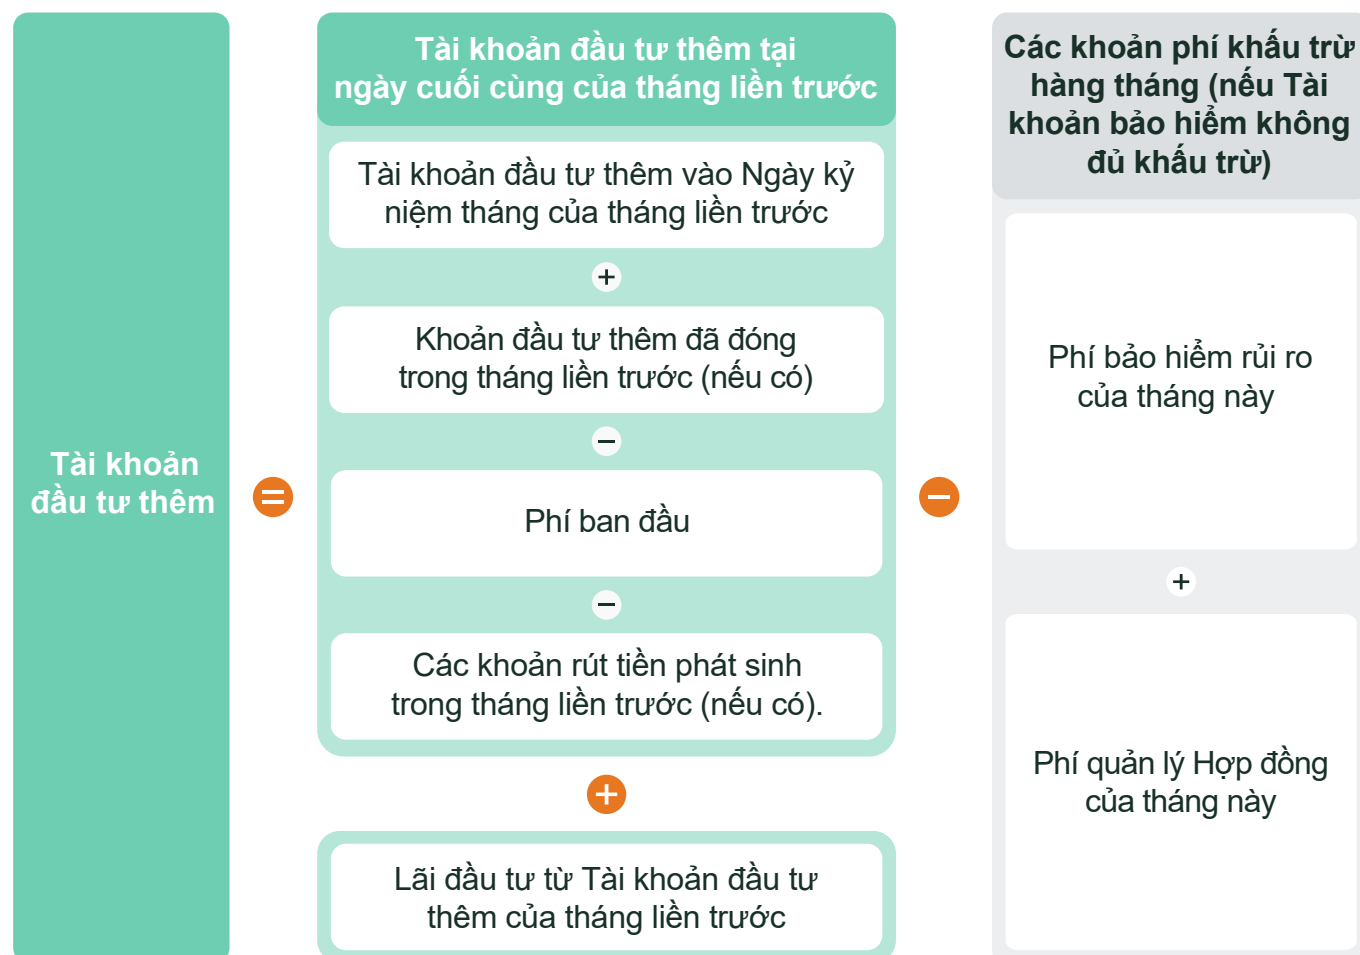 Tài khoản
đầu tư thêm
=
Tài khoản đầu tư thêm tại
ngày cuối cùng của tháng liền trước
Tài khoản đầu tư thêm vào Ngày kỷ
niệm tháng của tháng liền trước
+
Khoản đầu tư thêm đã đóng
trong tháng liền trước (nếu có)
−
Phí ban đầu
−
Các khoản rút tiền phát sinh
trong tháng liền trước (nếu có).
+
Lãi đầu tư từ Tài khoản đầu tư
thêm của tháng liền trước
−
Các khoản phí khấu trừ
hàng tháng (nếu Tài
khoản bảo hiểm không
đủ khấu trừ)
Phí bảo hiểm rủi ro
của tháng này
+
Phí quản lý Hợp đồng
của tháng này